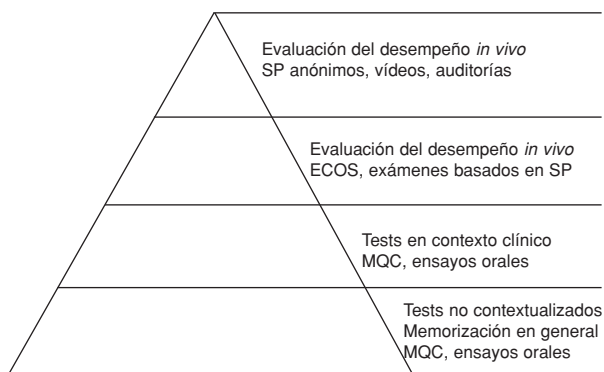 Evaluación del desempeño in vivo
SP anónimos, vídeos, auditorías
Evaluación del desempeño in vivo
ECOS, exámenes basados en SP
Tests en contexto clínico
MQC, ensayos orales
Tests no contextualizados
Memorización en general
MQC, ensayos orales